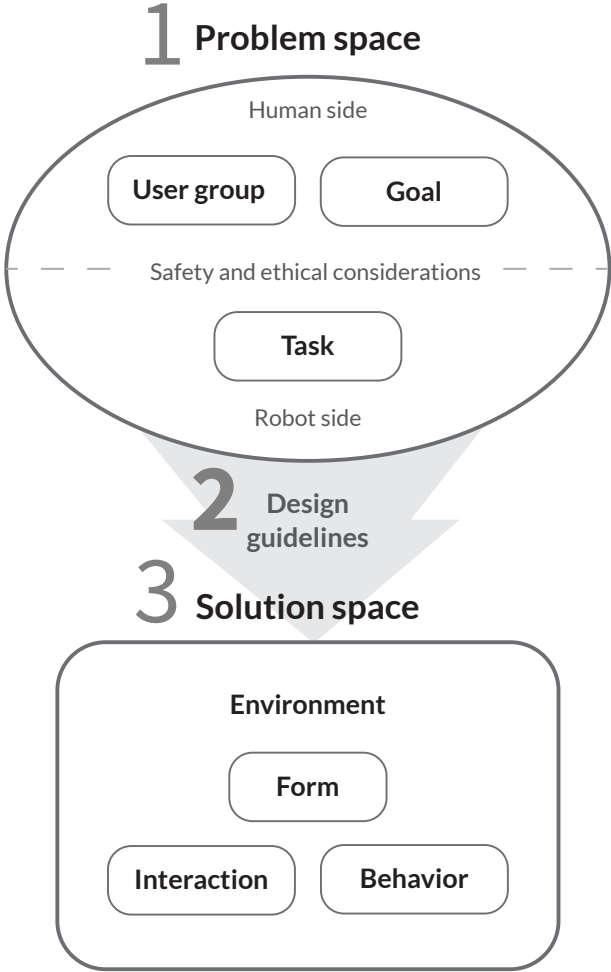 1 Problem space
Human side
User group
Goal
Safety and ethical considerations
Task
Robot side
2 Design
guidelines
3 Solution space
Environment
Form
Interaction
Behavior